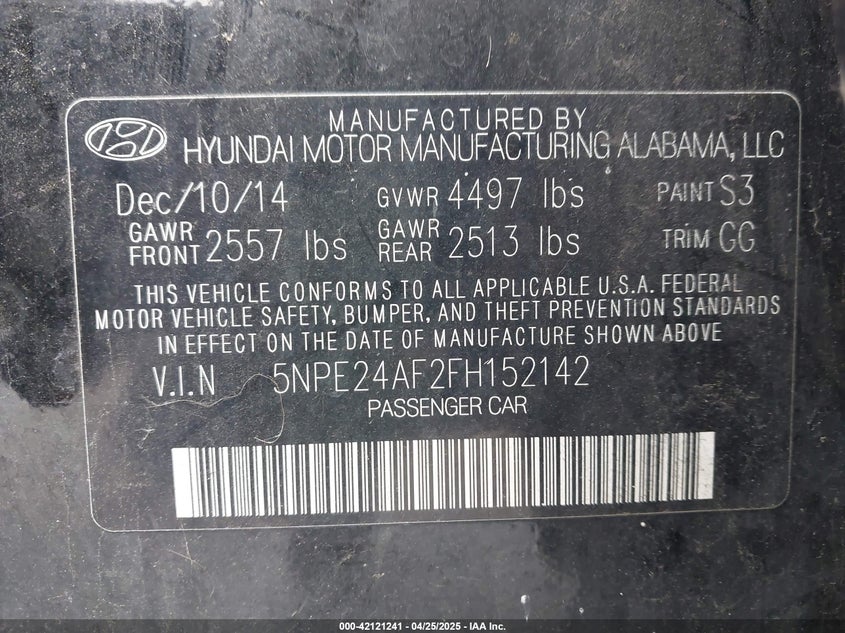 MANUFACTURED BY
HYUNDAI MOTOR MANUFACTURING ALABAMA, LLC
Dec/10/14 GVWR 4497 lbs PAINT S3
GAWR FRONT 2557 lbs GAWR REAR 2513 lbs TRIM GG
THIS VEHICLE CONFORMS TO ALL APPLICABLE U.S.A. FEDERAL
MOTOR VEHICLE SAFETY, BUMPER, AND THEFT PREVENTION STANDARDS
IN EFFECT ON THE DATE OF MANUFACTURE SHOWN ABOVE
V.I.N 5NPE24AF2FH152142
PASSENGER CAR
000-42121241 - 04/25/2025 - IAA Inc.